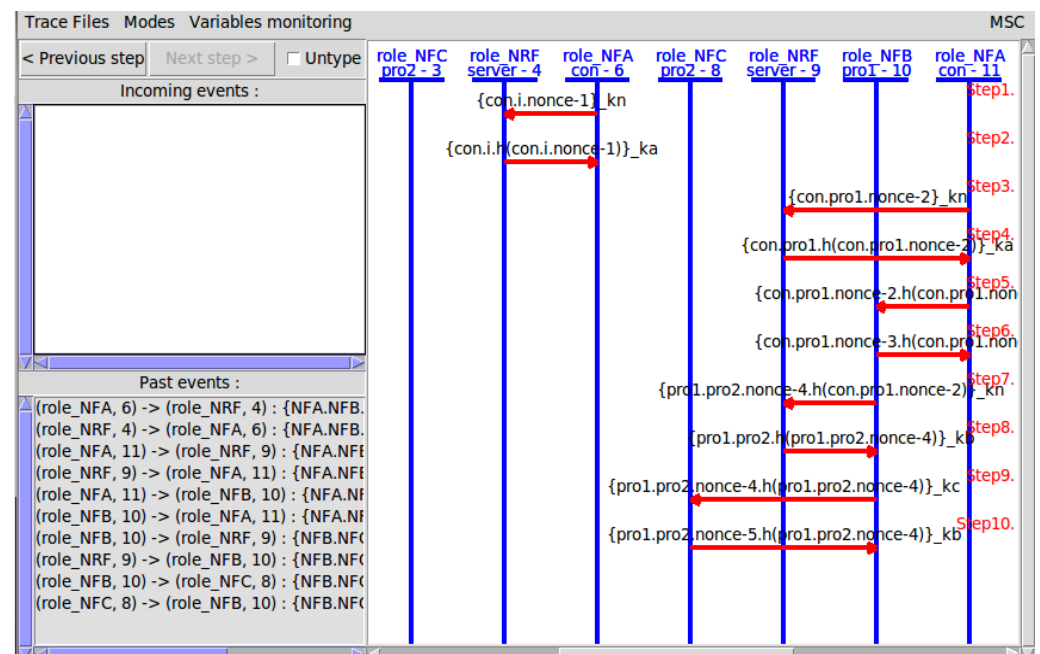 Trace Files Modes Variables monitoring MSC
< Previous step Next step > Untype
Incoming events :
role_NFC role_NRF role_NFA role_NFC role_NRF role_NFB role_NFA
pro2 - 3 server - 4 con - 6 pro2 - 8 server - 9 pro1 - 10 con - 11
Step1.
{con.i.nonce-1}_kn
Step2.
{con.i.h(con.i.nonce-1)}_ka
Step3.
{con.pro1.nonce-2}_kn
Step4.
{con.pro1.h(con.pro1.nonce-2)}_ka
Step5.
{con.pro1.nonce-2.h(con.pro1.non
Step6.
{con.pro1.nonce-3.h(con.pro1.non
Step7.
{pro1.pro2.nonce-4.h(con.pro1.nonce-2)}_kn
Step8.
{pro1.pro2.h(pro1.pro2.nonce-4)}_kb
Step9.
{pro1.pro2.nonce-4.h(pro1.pro2.nonce-4)}_kc
Step10.
{pro1.pro2.nonce-5.h(pro1.pro2.nonce-4)}_kb
Past events :
(role_NFA, 6) -> (role_NRF, 4) : {NFA.NFB.
(role_NRF, 4) -> (role_NFA, 6) : {NFA.NFB.
(role_NFA, 11) -> (role_NRF, 9) : {NFA.NFB
(role_NRF, 9) -> (role_NFA, 11) : {NFA.NFB
(role_NFA, 11) -> (role_NFB, 10) : {NFA.NF
(role_NFB, 10) -> (role_NFA, 11) : {NFA.NF
(role_NFB, 10) -> (role_NRF, 9) : {NFB.NFC
(role_NRF, 9) -> (role_NFB, 10) : {NFB.NFC
(role_NFB, 10) -> (role_NFC, 8) : {NFB.NFC
(role_NFC, 8) -> (role_NFB, 10) : {NFB.NFC